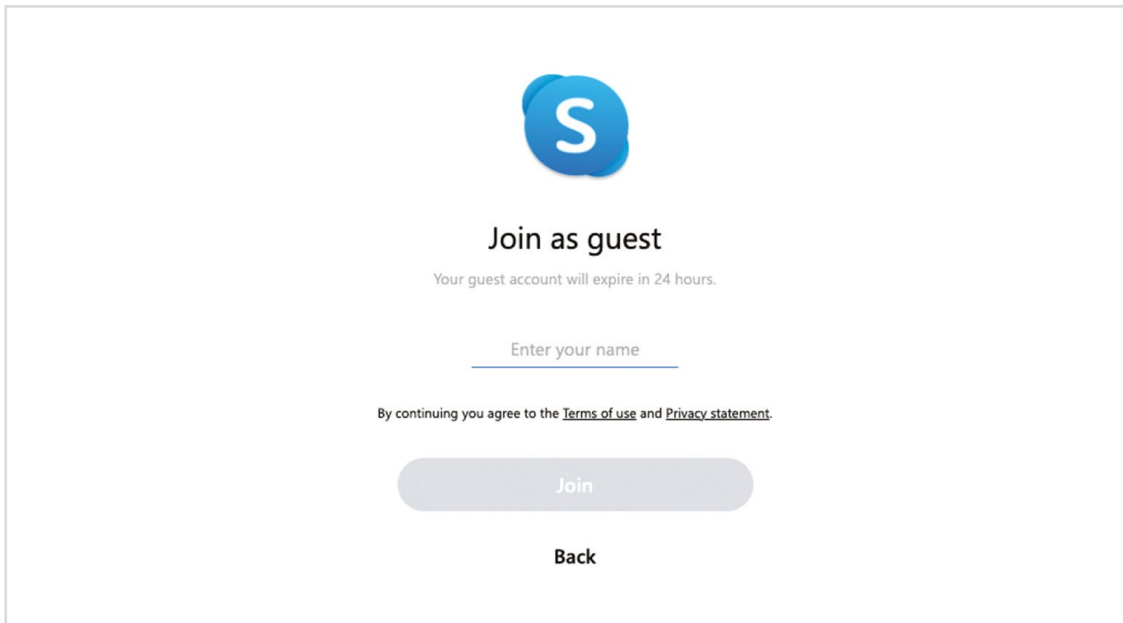 S
Join as guest
Your guest account will expire in 24 hours.
Enter your name
By continuing you agree to the Terms of use and Privacy statement.
Join
Back